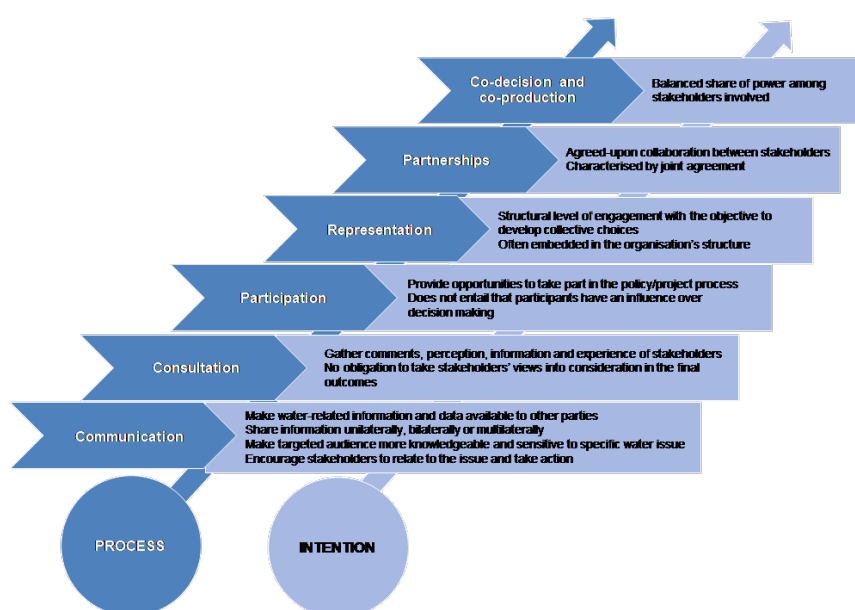 Co-decision and
co-production
Balanced share of power among
stakeholders involved
Partnerships
Agreed-upon collaboration between stakeholders
Characterised by joint agreement
Representation
Structural level of engagement with the objective to
develop collective choices
Often embedded in the organisation's structure
Participation
Provide opportunities to take part in the policy/project process
Does not entail that participants have an influence over
decision making
Consultation
Gather comments, perception, information and experience of stakeholders
No obligation to take stakeholders' views into consideration in the final
outcomes
Communication
Make water-related information and data available to other parties
Share information unilaterally, bilaterally or multilaterally
Make targeted audience more knowledgeable and sensitive to specific water issue
Encourage stakeholders to relate to the issue and take action
PROCESS
INTENTION